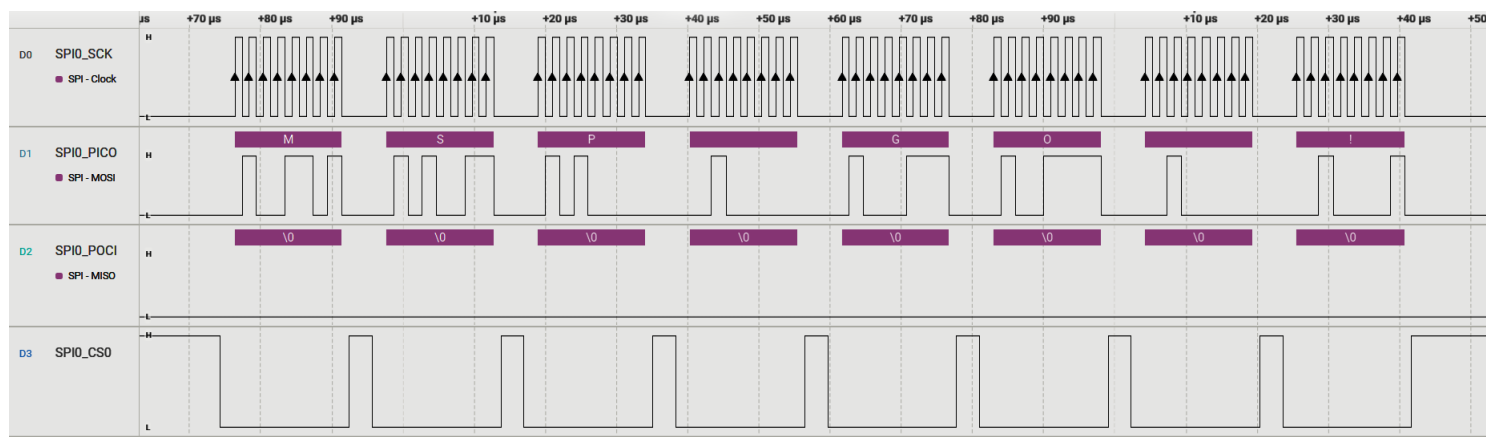 µs +70 µs +80 µs +90 µs +10 µs +20 µs +30 µs +40 µs +50 µs +60 µs +70 µs +80 µs +90 µs +10 µs +20 µs +30 µs +40 µs +50
D0 SPI0_SCK H
SPI - Clock
L
M S P G O !
D1 SPI0_PICO H
SPI - MOSI
L
\0 \0 \0 \0 \0 \0 \0 \0
D2 SPI0_POCI H
SPI - MISO
L
H
D3 SPI0_CS0
L